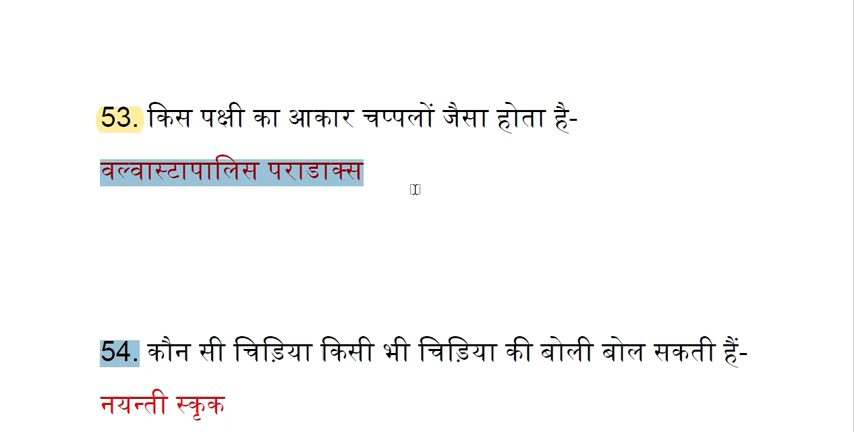 53. किस पक्षी का आकार चप्पलों जैसा होता है-
वल्वास्टापालिस पराडाक्स
54. कौन सी चिड़िया किसी भी चिड़िया की बोली बोल सकती हैं-
नयन्ती स्कृक